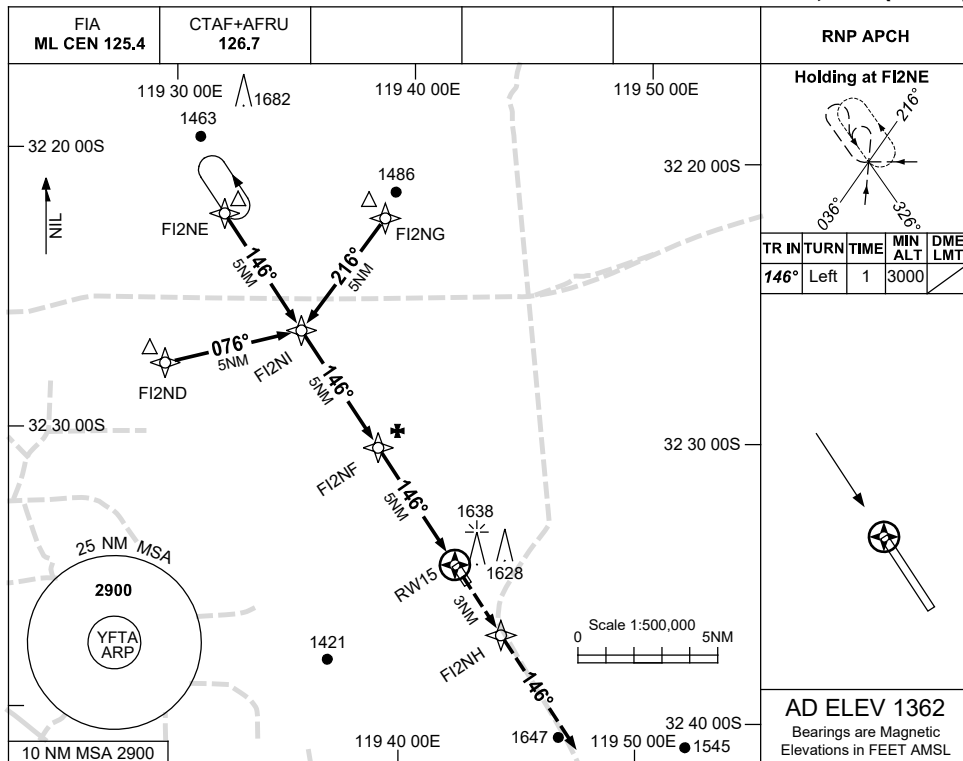 FIA
ML CEN 125.4
CTAF+AFRU
126.7
RNP APCH
119 30 00E
119 40 00E
119 50 00E
1682
1463
32 20 00S
32 20 00S
1486
NIL
FI2NE
FI2NG
146°
5NM
216°
5NM
076°
5NM
FI2NI
FI2ND
146°
5NM
32 30 00S
32 30 00S
FI2NF
146°
5NM
1638
1628
RW15
3NM
25 NM MSA
2900
YFTA
ARP
Scale 1:500,000
0
5NM
1421
FI2NH
146°
32 40 00S
1647
119 40 00E
119 50 00E
1545
10 NM MSA 2900
Holding at FI2NE
216°
036°
326°
TR IN TURN TIME MIN ALT DME LMT
146° Left 1 3000
AD ELEV 1362
Bearings are Magnetic
Elevations in FEET AMSL